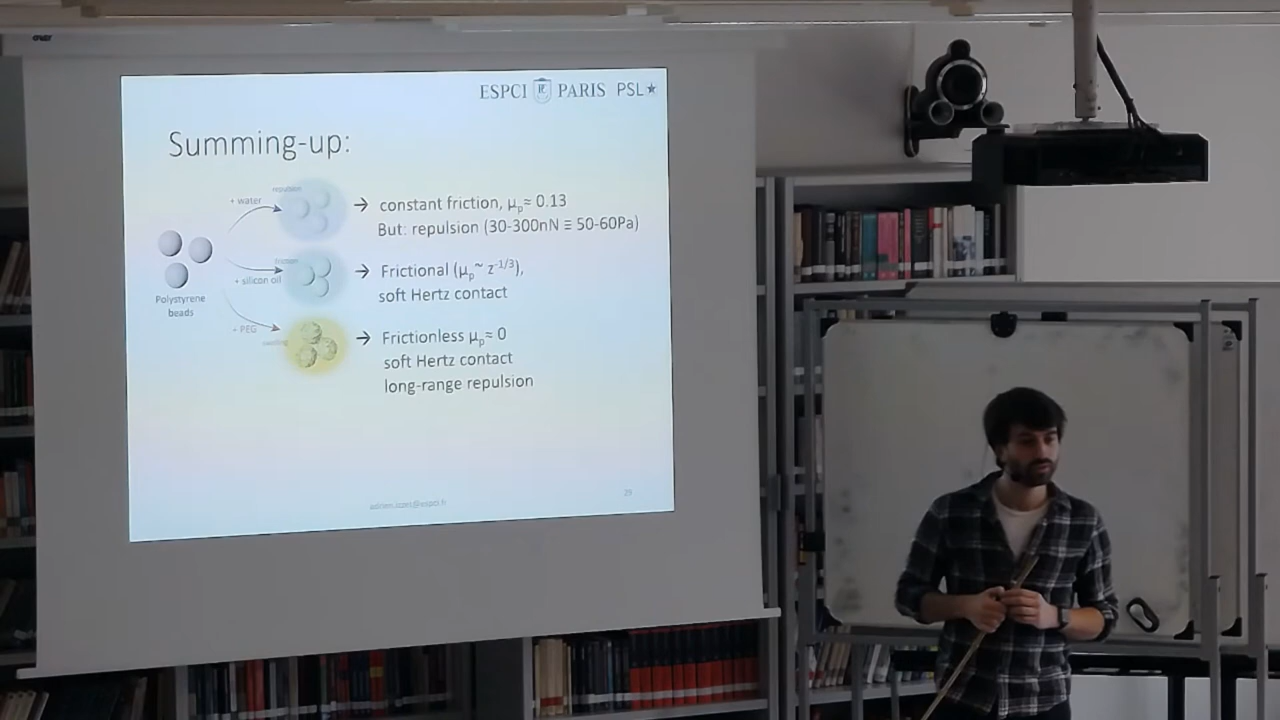 ESPCI PARIS PSL★
Summing-up:
repulsion
+ water
→ constant friction, μₚ≈ 0.13
But: repulsion (30-300nN ≡ 50-60Pa)
friction
+ silicon oil
→ Frictional (μₚ~ z⁻¹/³),
soft Hertz contact
Polystyrene
beads
+ PEG
→ Frictionless μₚ≈ 0
soft Hertz contact
long-range repulsion
29